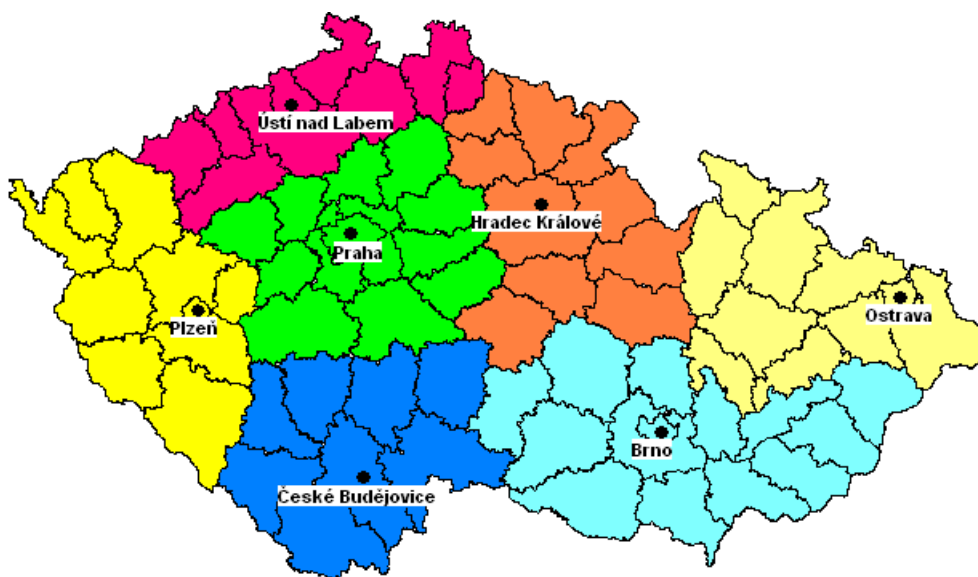 Ústí nad Labem
Hradec Králové
Praha
Ostrava
Plzeň
Brno
České Budějovice